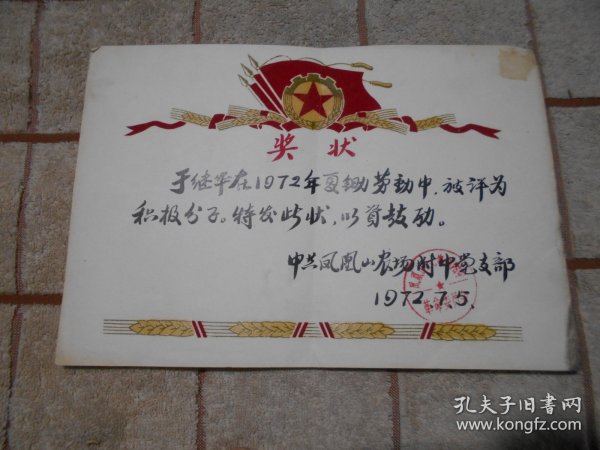 奖状
于继华在1972年夏锄劳动中，被评为
积极分子。特发此状，以资鼓励。
中共凤凰山农场附中党支部
1972.7.5.
孔夫子旧书网
www.kongfz.com